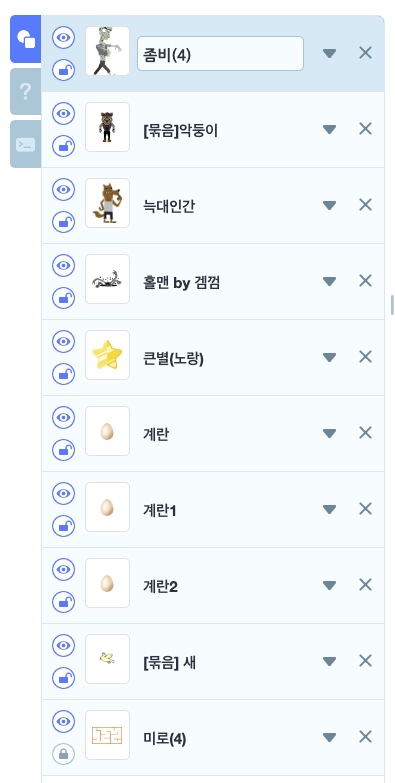 좀비(4)
[묶음]악둥이
늑대인간
홀맨 by 겜껌
큰별(노랑)
?
계란
계란1
계란2
[묶음] 새
미로(4)